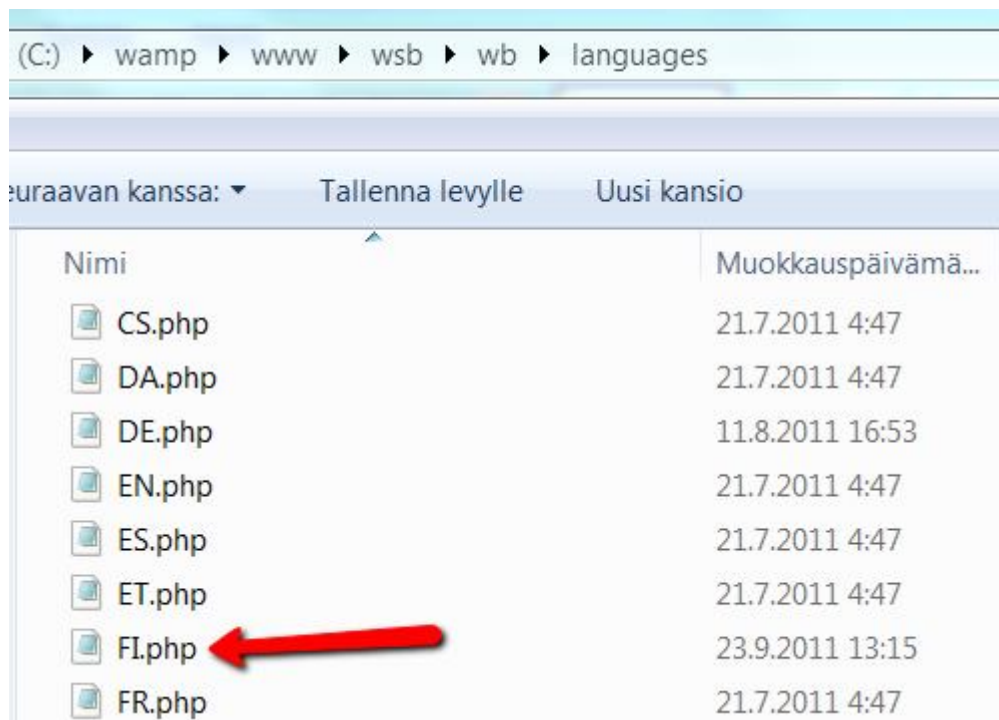 (C:) ▸ wamp ▸ www ▸ wsb ▸ wb ▸ languages
euraavan kanssa: ▾ Tallenna levylle Uusi kansio
Nimi Muokkauspäivämä...
CS.php 21.7.2011 4:47
DA.php 21.7.2011 4:47
DE.php 11.8.2011 16:53
EN.php 21.7.2011 4:47
ES.php 21.7.2011 4:47
ET.php 21.7.2011 4:47
FI.php 23.9.2011 13:15
FR.php 21.7.2011 4:47